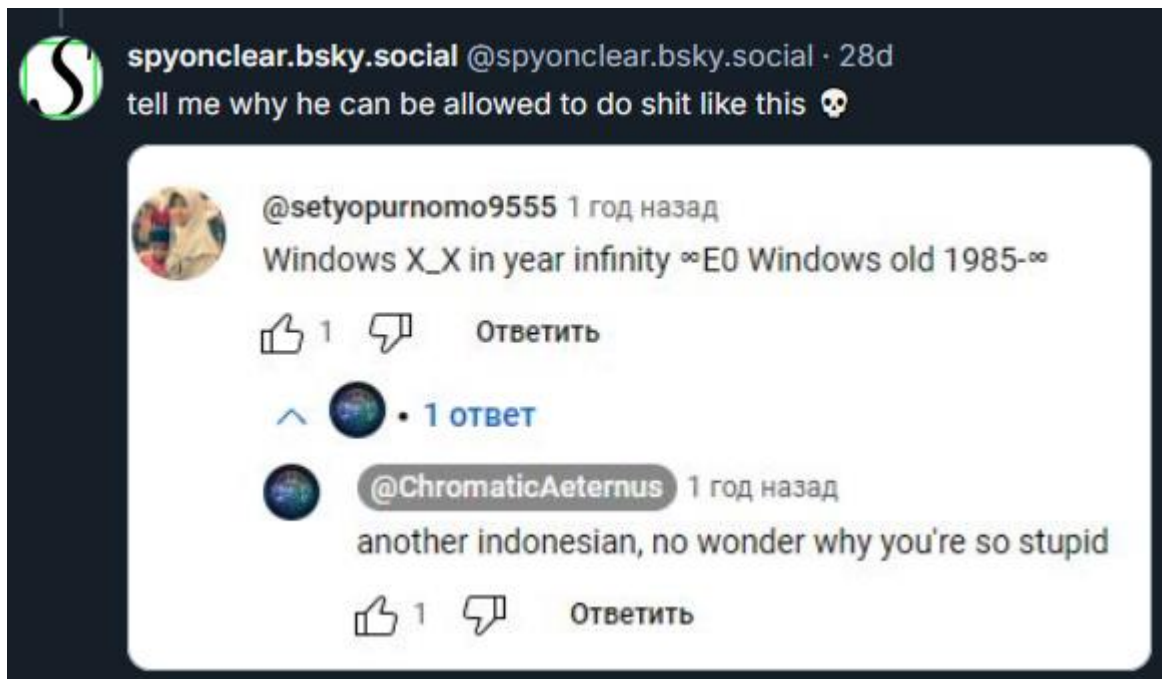 spyonclear.bsky.social @spyonclear.bsky.social · 28d
tell me why he can be allowed to do shit like this 💀
@setyopurnomo9555 1 год назад
Windows X_X in year infinity ∞E0 Windows old 1985-∞
1 Ответить
• 1 ответ
@ChromaticAeternus 1 год назад
another indonesian, no wonder why you're so stupid
1 Ответить